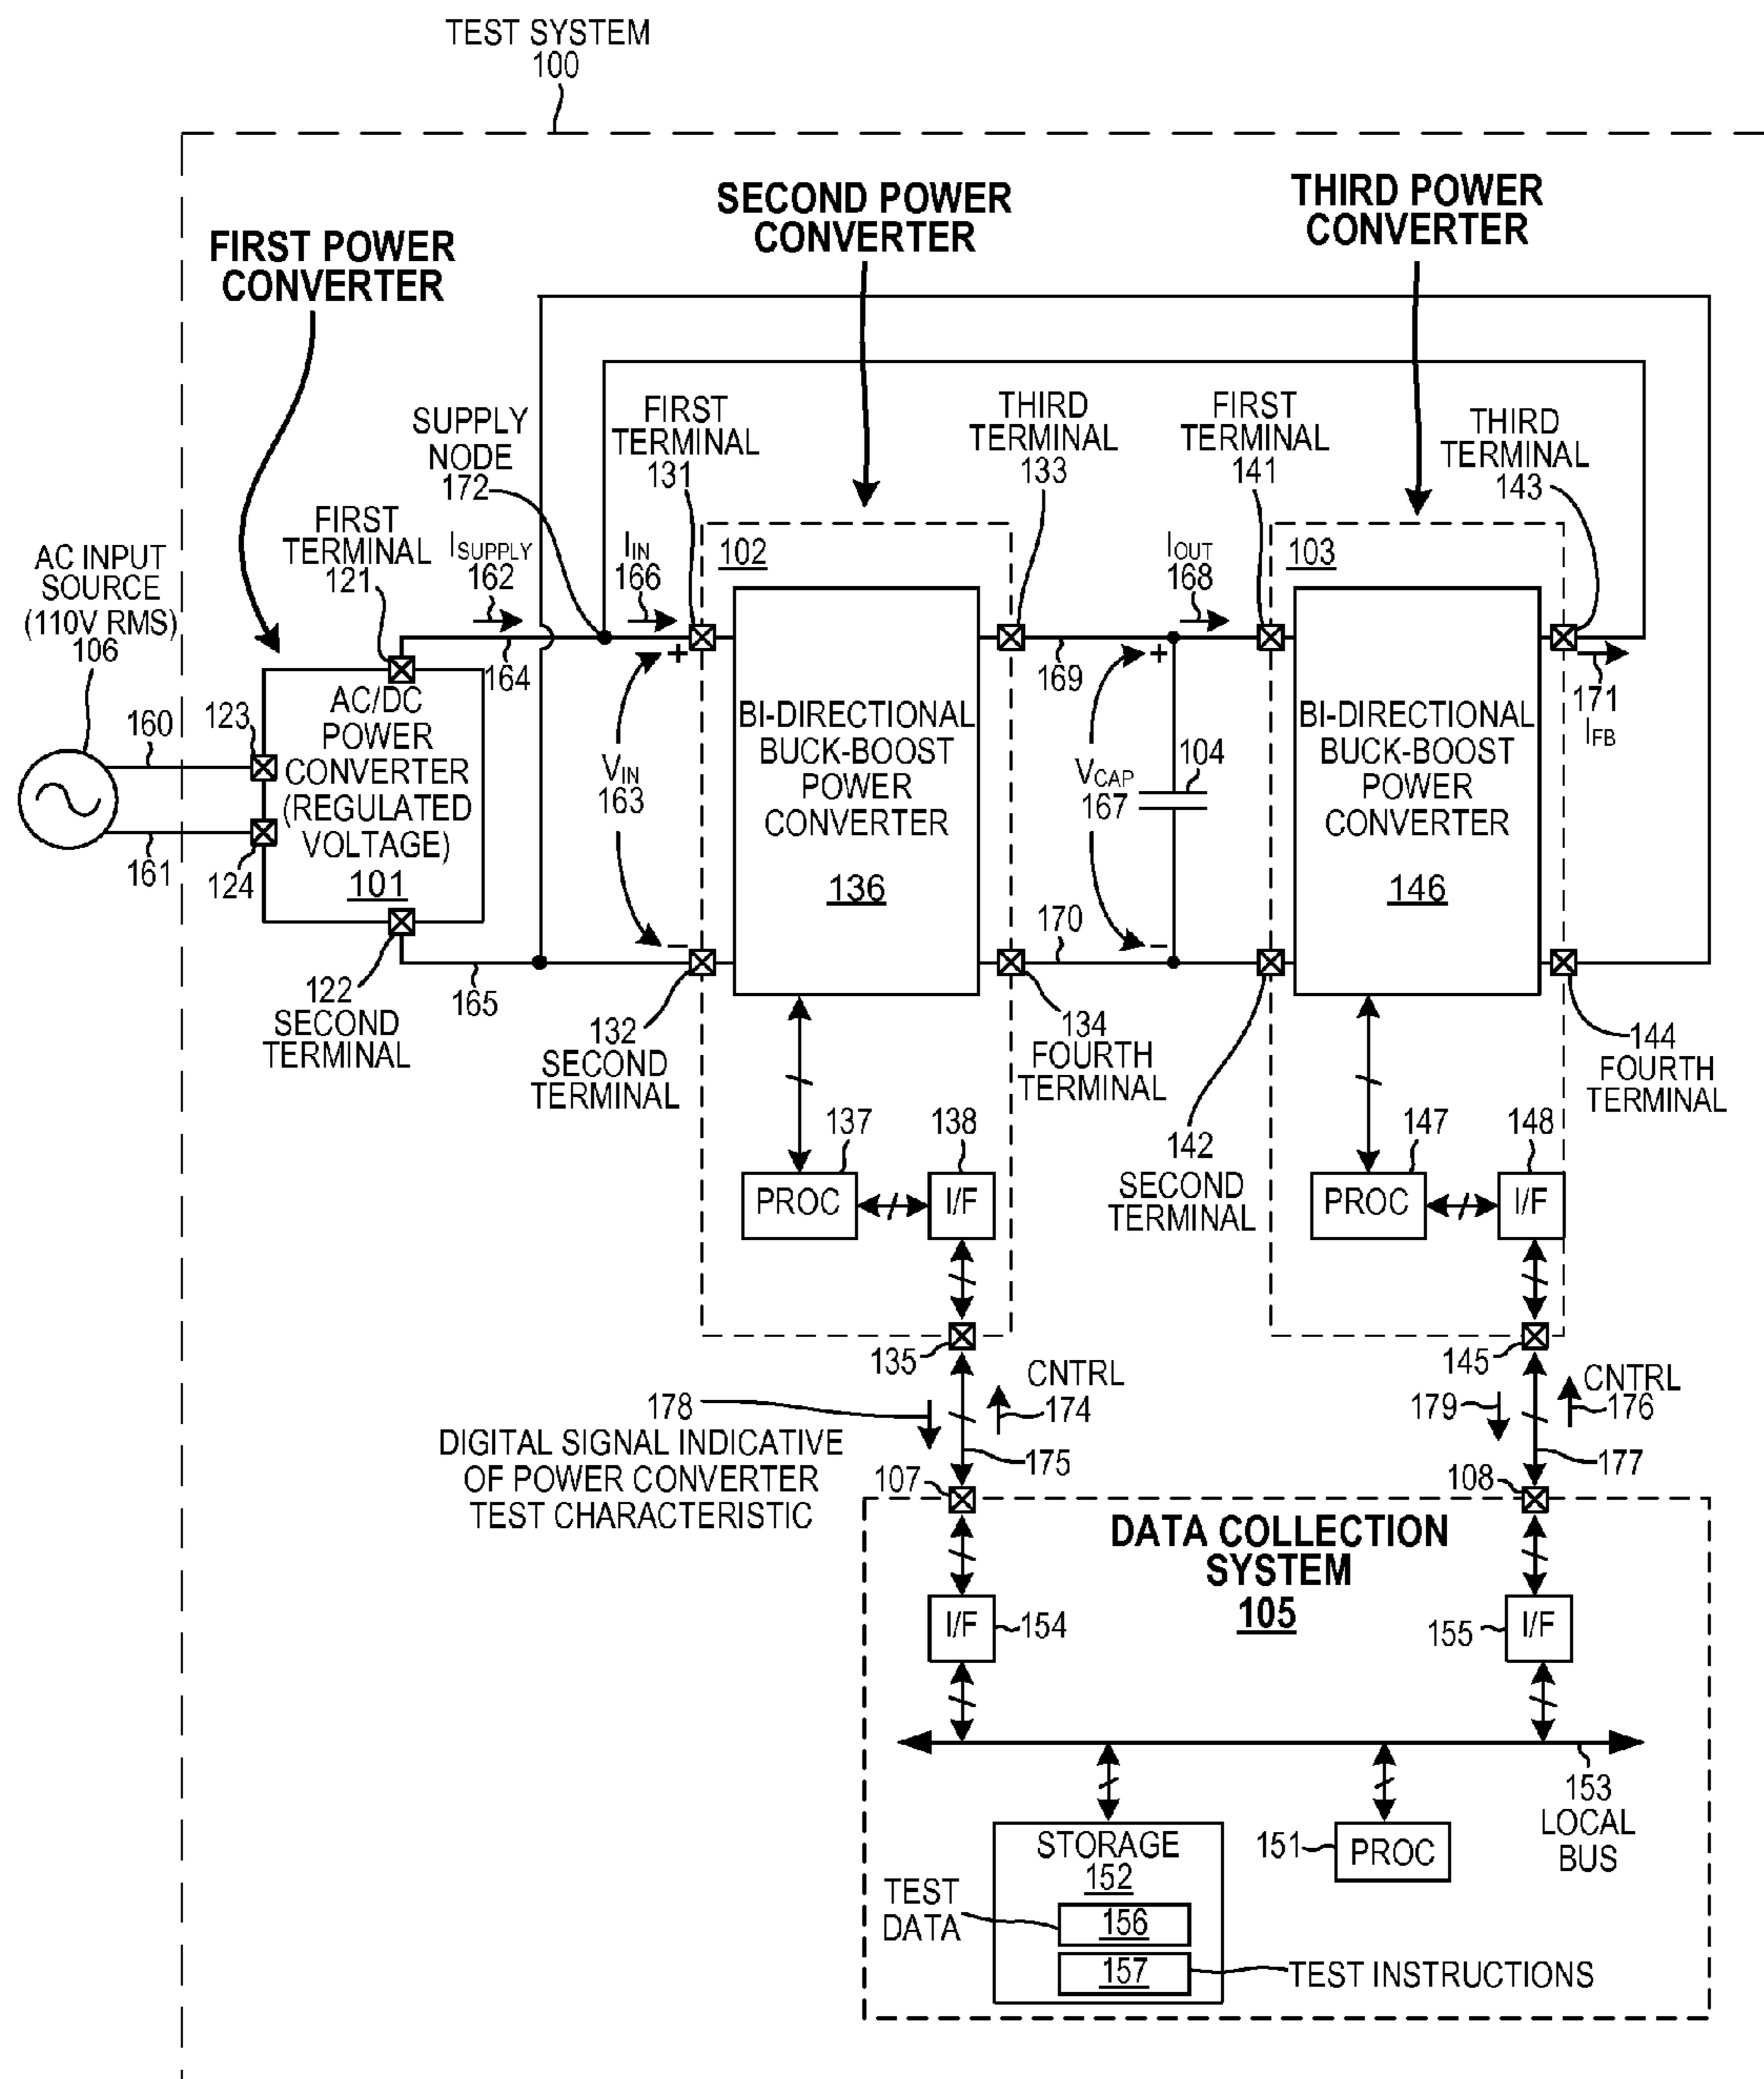 TEST SYSTEM
100
SECOND POWER
CONVERTER
THIRD POWER
CONVERTER
FIRST POWER
CONVERTER
SUPPLY
NODE
172
FIRST
TERMINAL
131
THIRD
TERMINAL
133
FIRST
TERMINAL
141
THIRD
TERMINAL
143
AC INPUT
SOURCE
(110V RMS)
106
FIRST
TERMINAL
121
ISUPPLY
162
IIN
166
102
IOUT
168
103
164
+
169
+
171
IFB
160
123
161
124
AC/DC
POWER
CONVERTER
(REGULATED
VOLTAGE)
101
VIN
163
BI-DIRECTIONAL
BUCK-BOOST
POWER
CONVERTER
136
VCAP
167
104
BI-DIRECTIONAL
BUCK-BOOST
POWER
CONVERTER
146
–
170
–
122
SECOND
TERMINAL
165
132
SECOND
TERMINAL
134
FOURTH
TERMINAL
142
SECOND
TERMINAL
144
FOURTH
TERMINAL
137
138
PROC
I/F
147
148
PROC
I/F
135
145
178
DIGITAL SIGNAL INDICATIVE
OF POWER CONVERTER
TEST CHARACTERISTIC
CNTRL
174
175
179
CNTRL
176
177
107
108
DATA COLLECTION
SYSTEM
105
I/F
154
155
I/F
153
LOCAL
BUS
STORAGE
152
151
PROC
TEST
DATA
156
157
TEST INSTRUCTIONS